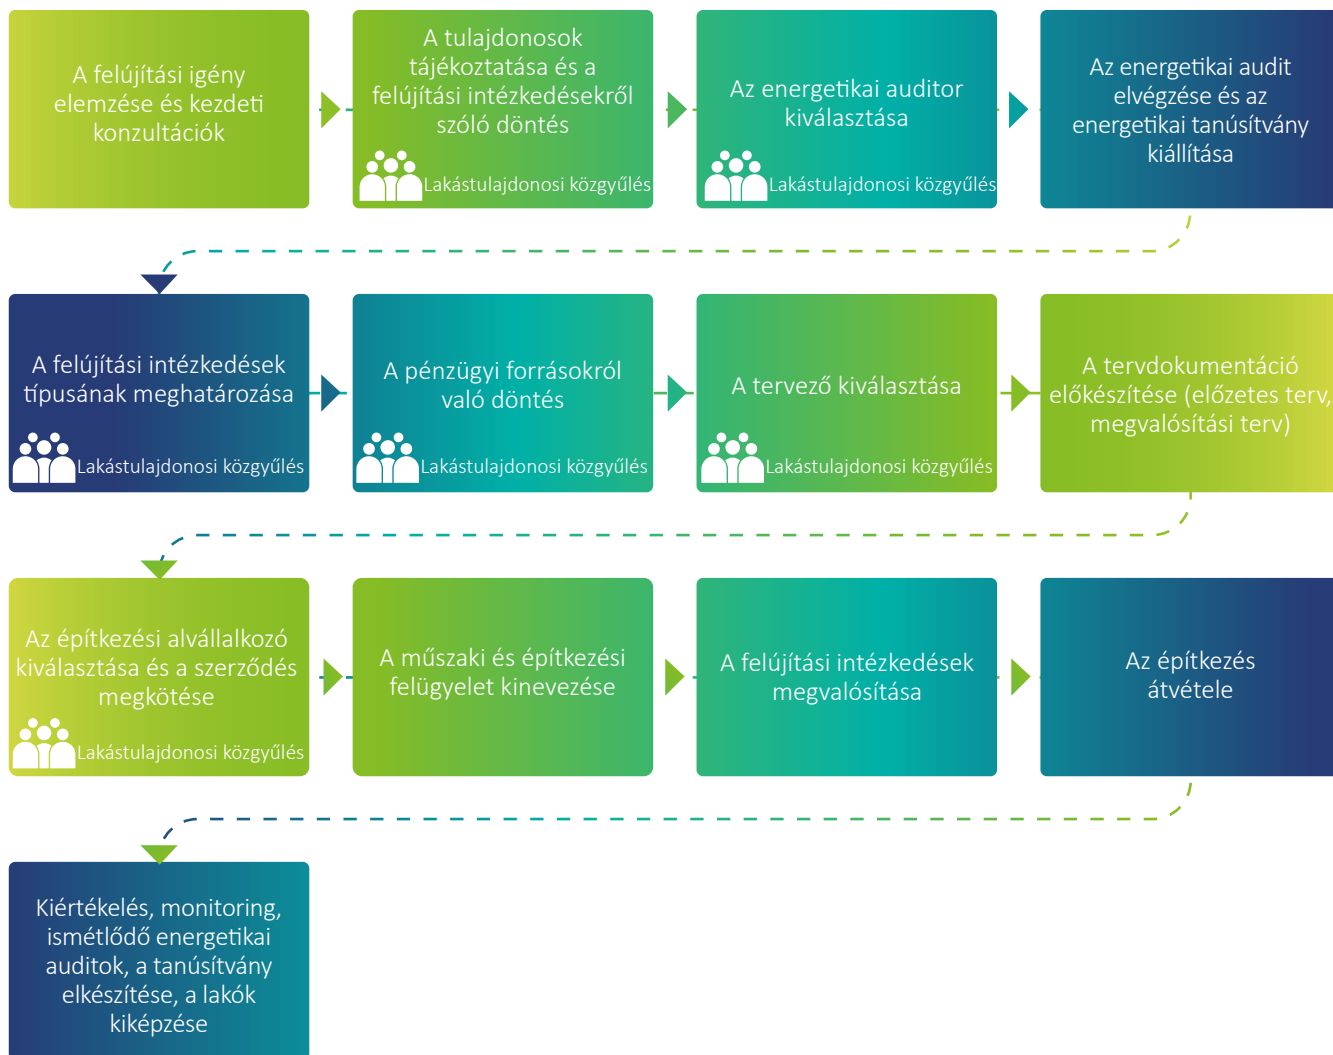 A felújítási igény
elemzése és kezdeti
konzultációk
A tulajdonosok
tájékoztatása és a
felújítási intézkedésekről
szóló döntés
Lakástulajdonosi közgyűlés
Az energetikai auditor
kiválasztása
Lakástulajdonosi közgyűlés
Az energetikai audit
elvégzése és az
energetikai tanúsítvány
kiállítása
A felújítási intézkedések
típusának meghatározása
Lakástulajdonosi közgyűlés
A pénzügyi forrásokról
való döntés
Lakástulajdonosi közgyűlés
A tervező kiválasztása
Lakástulajdonosi közgyűlés
A tervdokumentáció
előkészítése (előzetes terv,
megvalósítási terv)
Az építkezési alvállalkozó
kiválasztása és a szerződés
megkötése
Lakástulajdonosi közgyűlés
A műszaki és építkezési
felügyelet kinevezése
A felújítási intézkedések
megvalósítása
Az építkezés
átvétele
Kiértékelés, monitoring,
ismétlődő energetikai
auditok, a tanúsítvány
elkészítése, a lakók
kiképzése